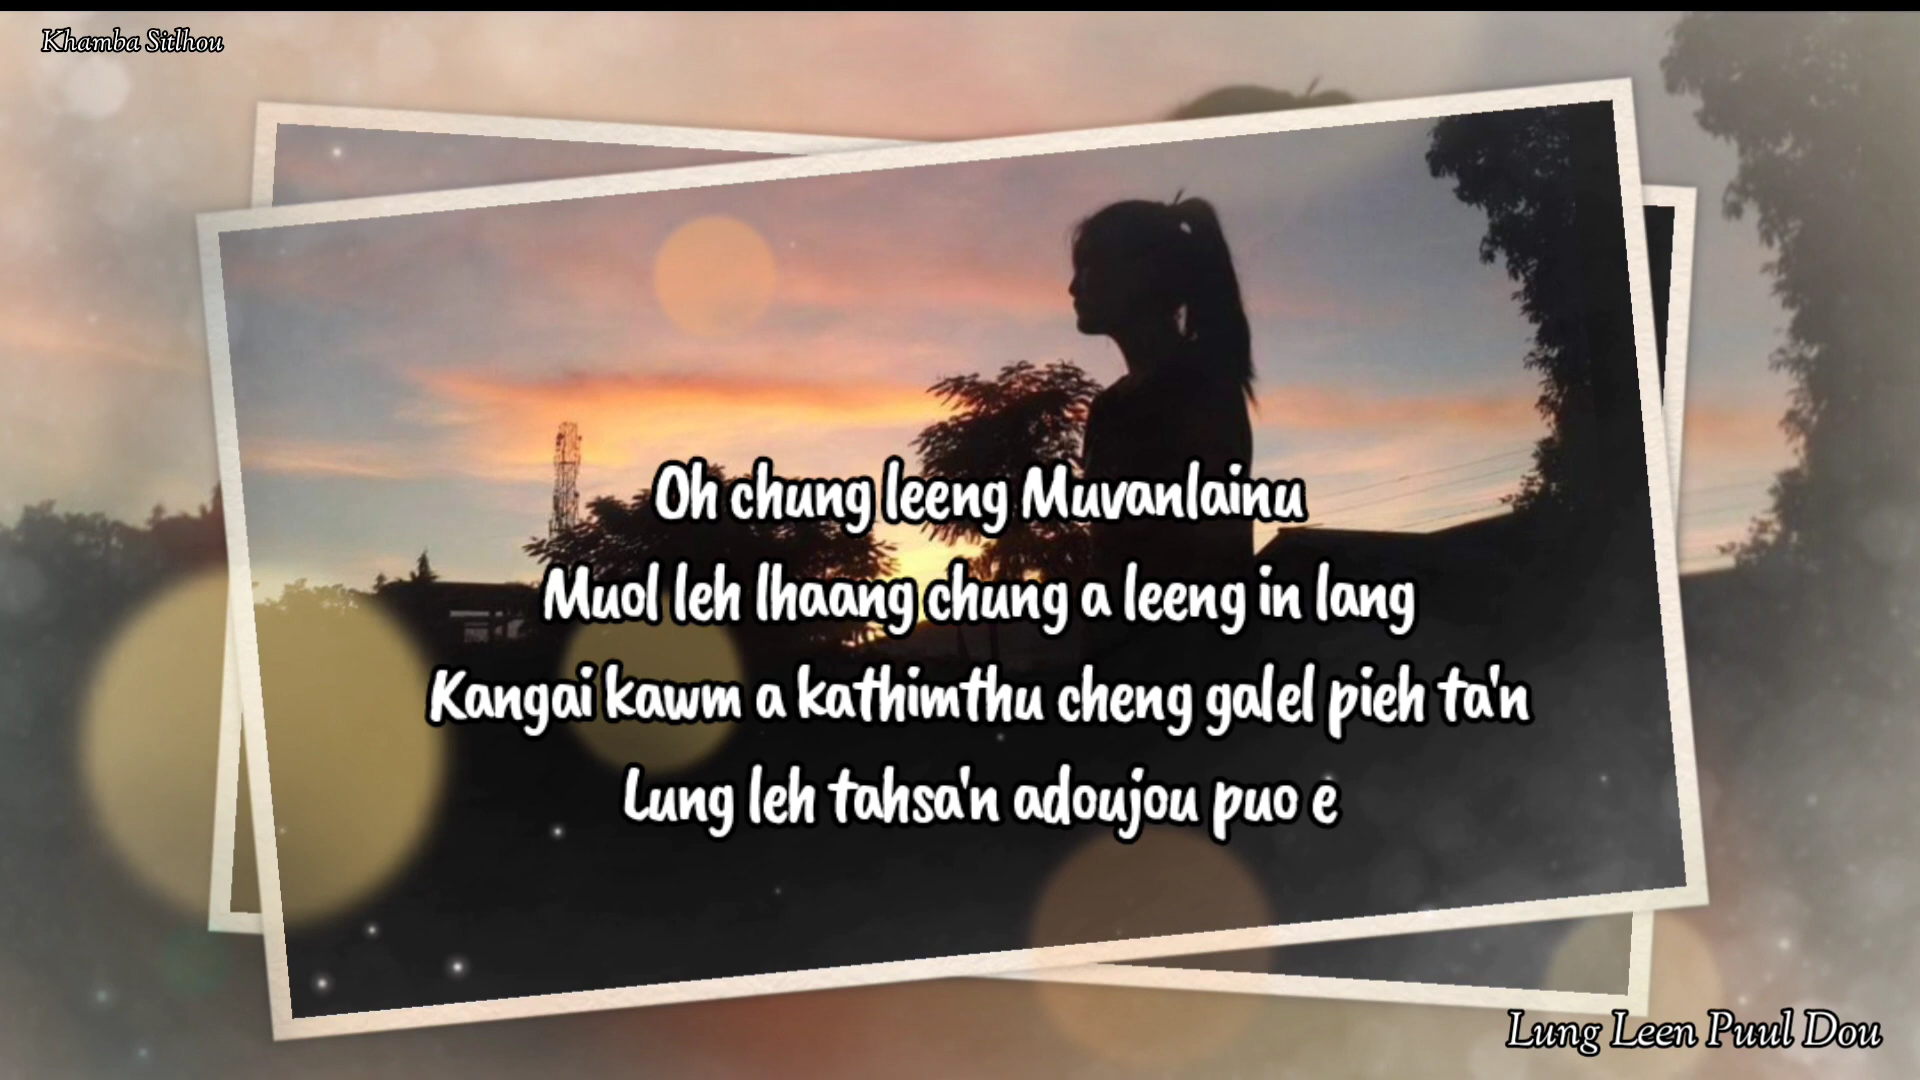 Khamba Sitlhou
Oh chung leeng Muvanlainu
Muol leh lhaang chung a leeng in lang
Kangai kawm a kathimthu cheng galel pieh ta'n
Lung leh tahsa'n adoujou puo e
Lung Leen Puul Dou